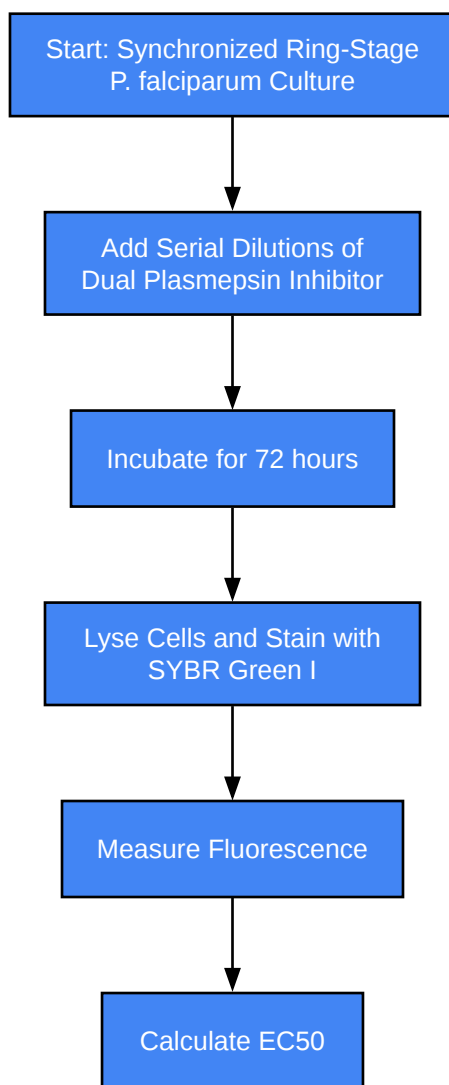 Start: Synchronized Ring-Stage
P. falciparum Culture
Add Serial Dilutions of
Dual Plasmepsin Inhibitor
Incubate for 72 hours
Lyse Cells and Stain with
SYBR Green I
Measure Fluorescence
Calculate EC50